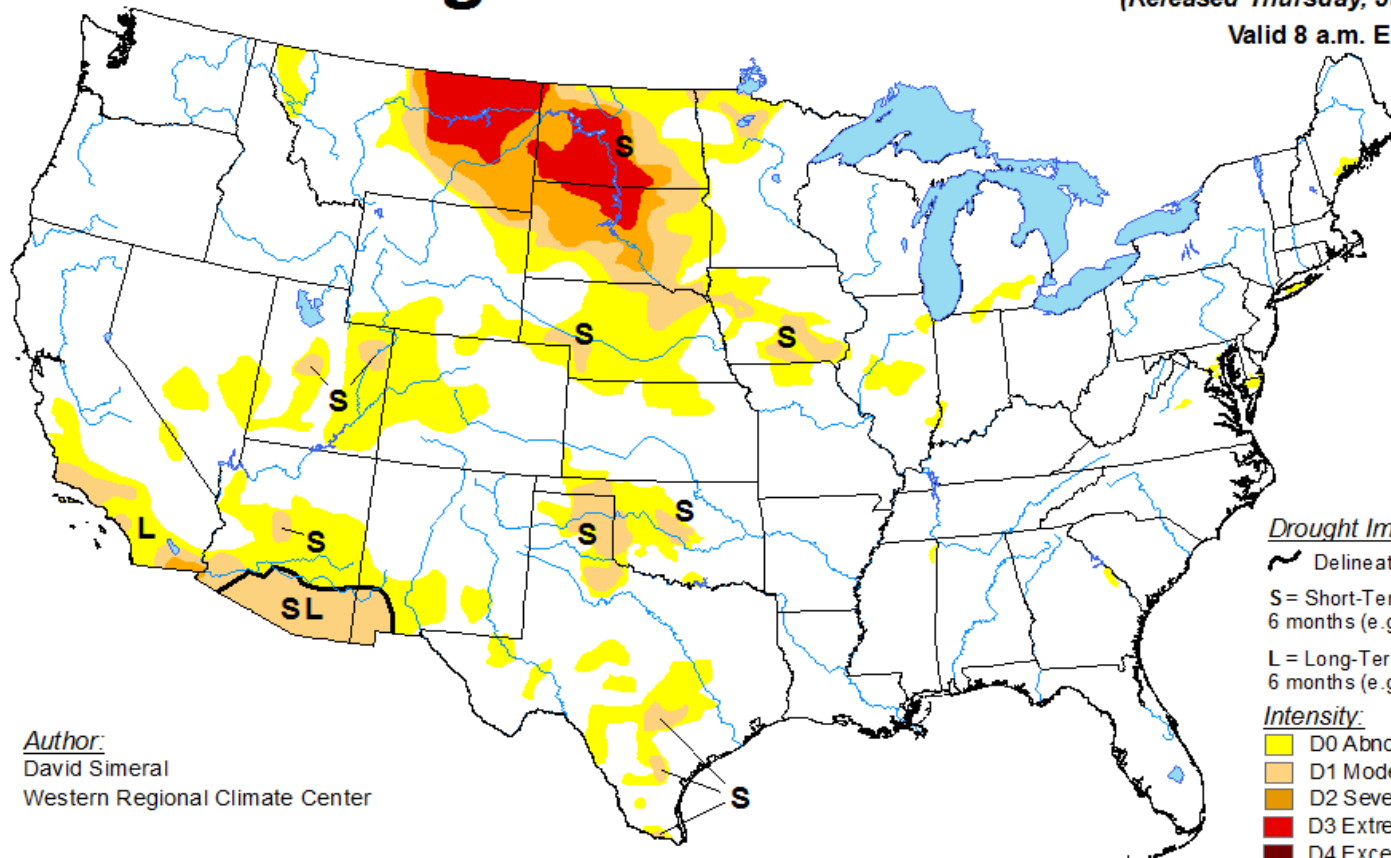 (Released Thursday,
Valid 8 a.m. E
S
S
S
S
L
S
S
S
SL
S
Drought Im
Delineat
S = Short-Ter
6 months (e.g
L = Long-Ter
6 months (e.g
Intensity:
D0 Abno
D1 Mode
D2 Seve
D3 Extre
D4 Exce
Author:
David Simeral
Western Regional Climate Center